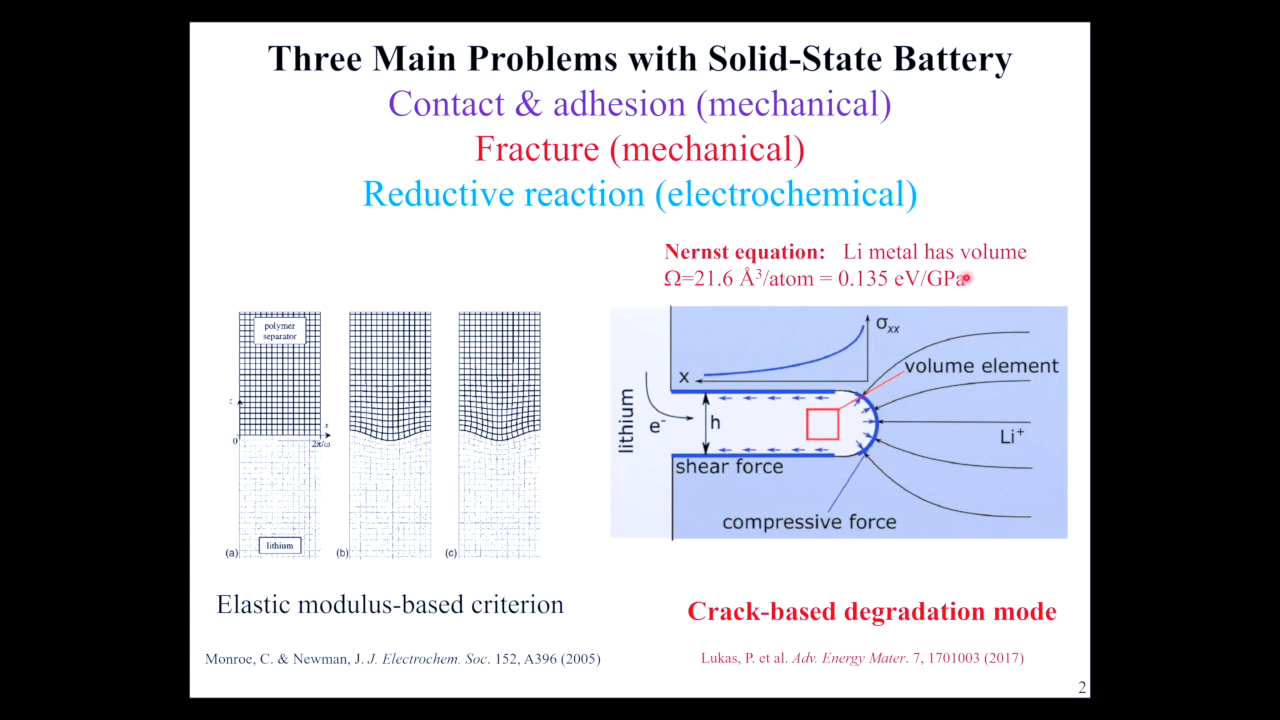 Three Main Problems with Solid-State Battery
Contact & adhesion (mechanical)
Fracture (mechanical)
Reductive reaction (electrochemical)
Nernst equation: Li metal has volume
Ω=21.6 Å³/atom = 0.135 eV/GPa
polymer
separator
z
x
0
2π/ω
lithium
(a)
(b)
(c)
σxx
x
volume element
lithium
e⁻
h
Li⁺
shear force
compressive force
Elastic modulus-based criterion
Crack-based degradation mode
Monroe, C. & Newman, J. J. Electrochem. Soc. 152, A396 (2005)
Lukas, P. et al. Adv. Energy Mater. 7, 1701003 (2017)
2